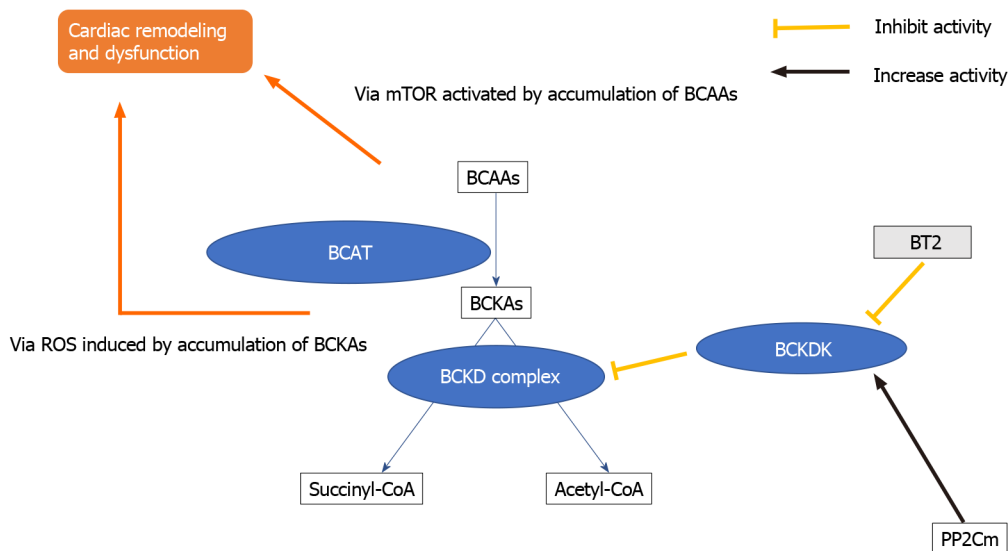 Cardiac remodeling
and dysfunction
Inhibit activity
Increase activity
Via mTOR activated by accumulation of BCAAs
BCAAs
BCAT
BT2
BCKAs
Via ROS induced by accumulation of BCKAs
BCKDK
BCKD complex
Succinyl-CoA
Acetyl-CoA
PP2Cm